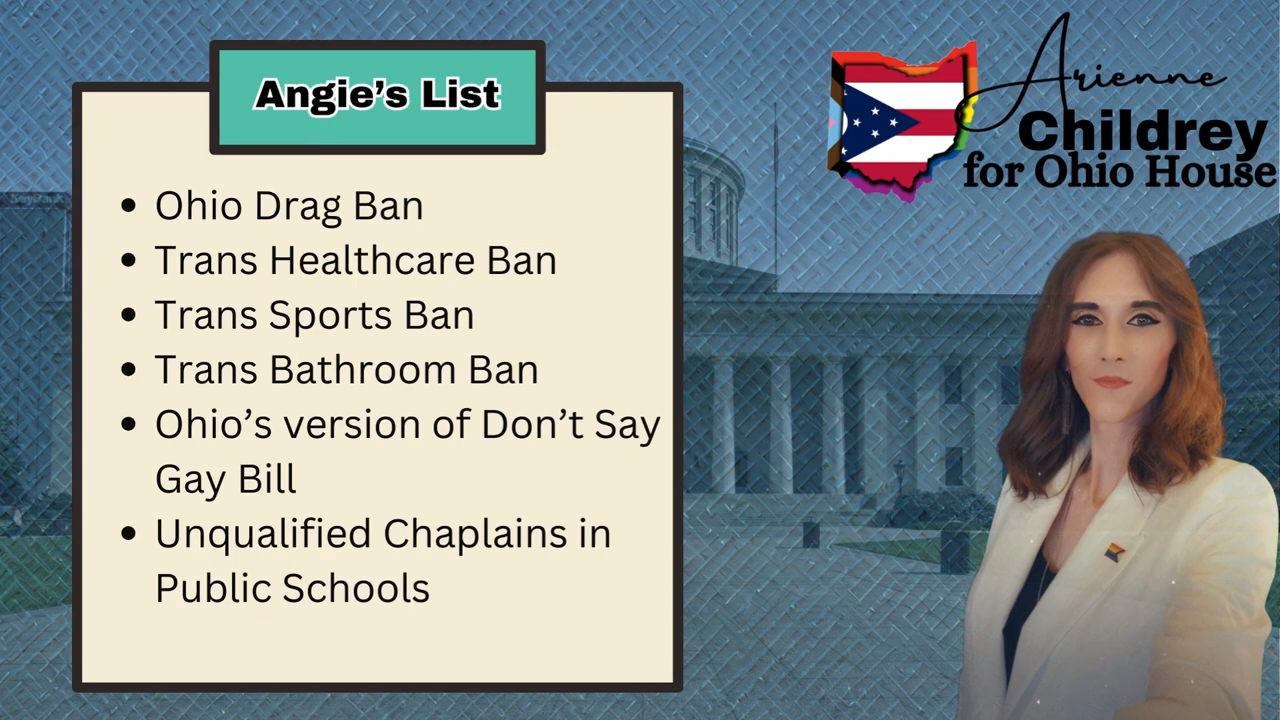 Angie's List
• Ohio Drag Ban
• Trans Healthcare Ban
• Trans Sports Ban
• Trans Bathroom Ban
• Ohio's version of Don't Say
Gay Bill
• Unqualified Chaplains in
Public Schools
Arienne
Childrey
for Ohio House
KeyBank